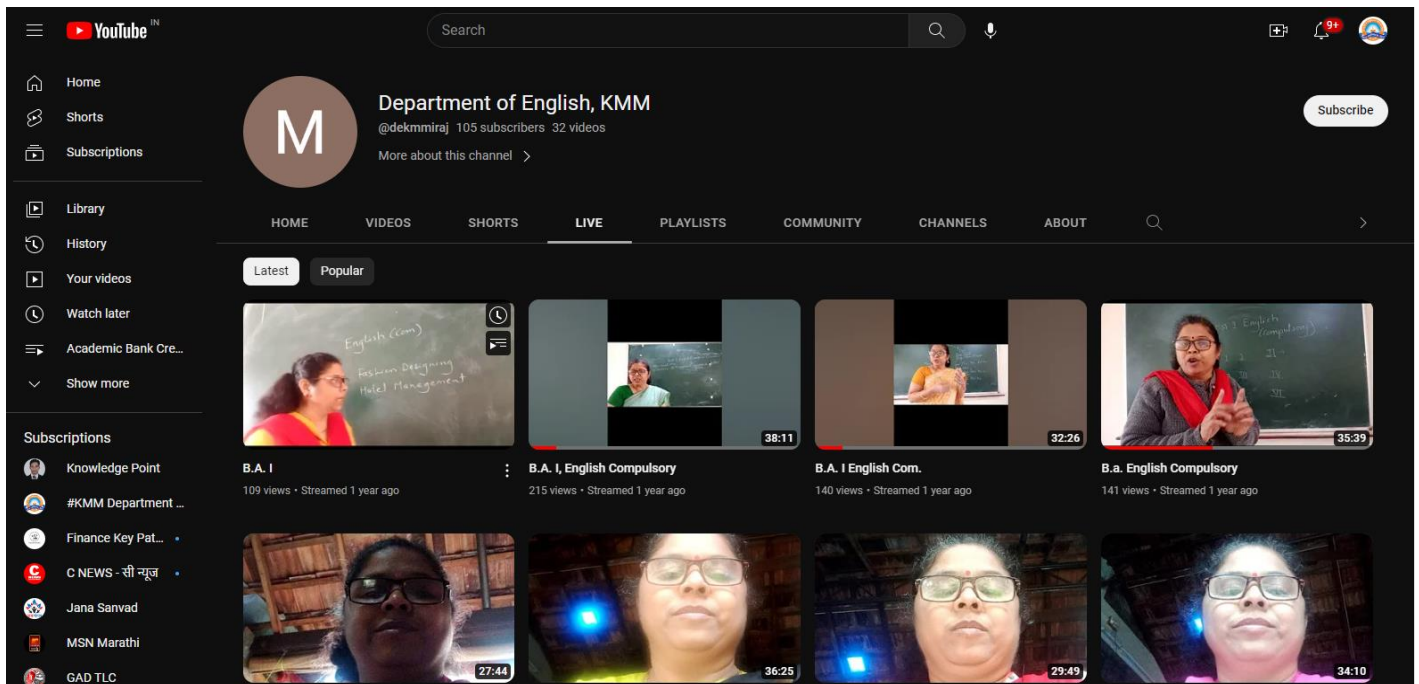 YouTube IN
Search
9+
Home
Shorts
Subscriptions
Library
History
Your videos
Watch later
Academic Bank Cre...
Show more
Subscriptions
Knowledge Point
#KMM Department ...
Finance Key Pat...
C NEWS - सी न्यूज
Jana Sanvad
MSN Marathi
GAD TLC
M
Department of English, KMM
@dekmmiraj 105 subscribers 32 videos
More about this channel
Subscribe
HOME VIDEOS SHORTS LIVE PLAYLISTS COMMUNITY CHANNELS ABOUT
Latest Popular
English (Com)
Fashion Designing
Hotel Management
38:11
32:26
English
(compulsory)
35:39
B.A. I
109 views • Streamed 1 year ago
B.A. I, English Compulsory
215 views • Streamed 1 year ago
B.A. I English Com.
140 views • Streamed 1 year ago
B.a. English Compulsory
141 views • Streamed 1 year ago
27:44
36:25
29:49
34:10